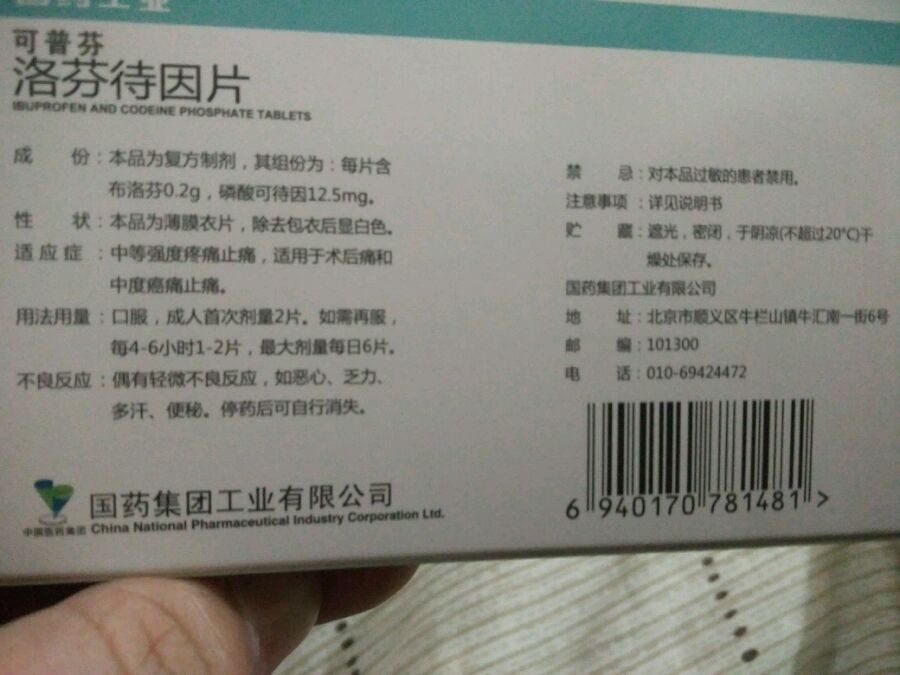 可普芬
洛芬待因片
IBUPROFEN AND CODEINE PHOSPHATE TABLETS
成 份：本品为复方制剂，其组份为：每片含
布洛芬0.2g，磷酸可待因12.5mg。
性 状：本品为薄膜衣片，除去包衣后显白色。
适应症：中等强度疼痛止痛，适用于术后痛和
中度癌痛止痛。
用法用量：口服，成人首次剂量2片。如需再服，
每4-6小时1-2片，最大剂量每日6片。
不良反应：偶有轻微不良反应，如恶心、乏力、
多汗、便秘。停药后可自行消失。
中国医药集团
国药集团工业有限公司
China National Pharmaceutical Industry Corporation Ltd.
禁 忌：对本品过敏的患者禁用。
注意事项：详见说明书
贮 藏：遮光，密闭，于阴凉(不超过20°C)干
燥处保存。
国药集团工业有限公司
地 址：北京市顺义区牛栏山镇牛汇南一街6号
邮 编：101300
电 话：010-69424472
6 940170 781481 >